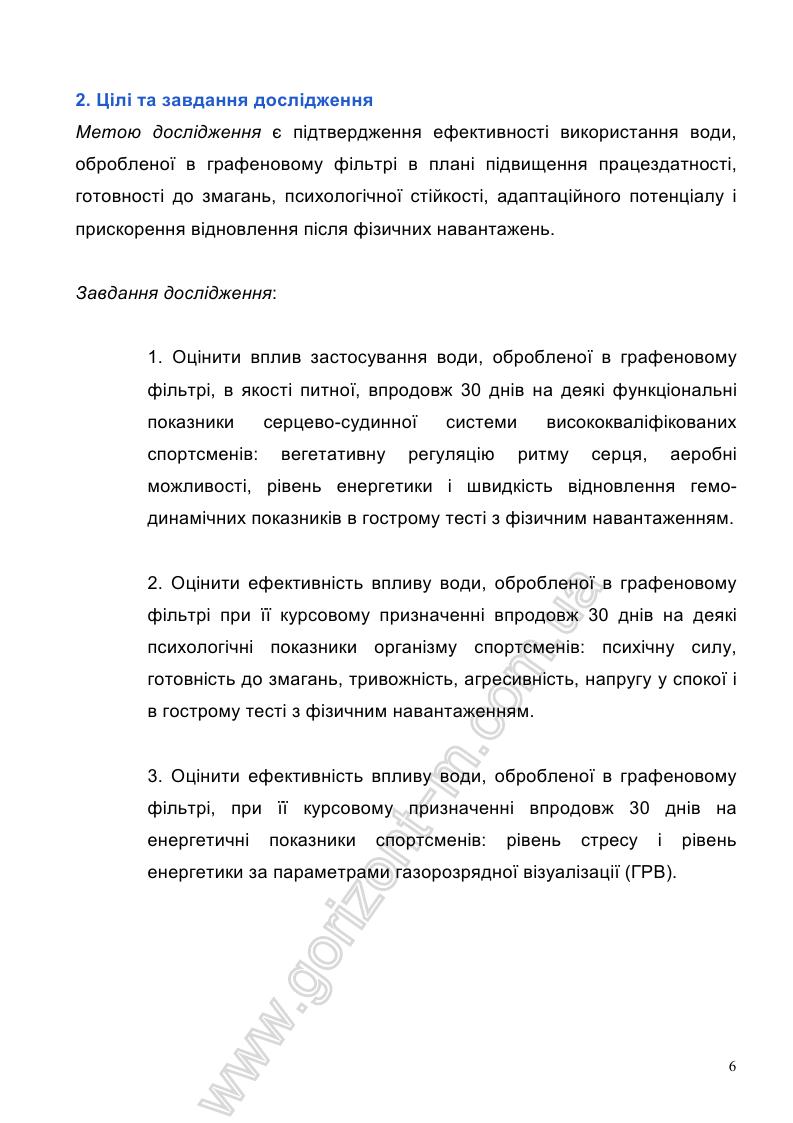 2. Цілі та завдання дослідження
Метою дослідження є підтвердження ефективності використання води,
обробленої в графеновому фільтрі в плані підвищення працездатності,
готовності до змагань, психологічної стійкості, адаптаційного потенціалу і
прискорення відновлення після фізичних навантажень.
Завдання дослідження:
1. Оцінити вплив застосування води, обробленої в графеновому
фільтрі, в якості питної, впродовж 30 днів на деякі функціональні
показники серцево-судинної системи висококваліфікованих
спортсменів: вегетативну регуляцію ритму серця, аеробні
можливості, рівень енергетики і швидкість відновлення гемо-
динамічних показників в гострому тесті з фізичним навантаженням.
2. Оцінити ефективність впливу води, обробленої в графеновому
фільтрі при її курсовому призначенні впродовж 30 днів на деякі
психологічні показники організму спортсменів: психічну силу,
готовність до змагань, тривожність, агресивність, напругу у спокої і
в гострому тесті з фізичним навантаженням.
3. Оцінити ефективність впливу води, обробленої в графеновому
фільтрі, при її курсовому призначенні впродовж 30 днів на
енергетичні показники спортсменів: рівень стресу і рівень
енергетики за параметрами газорозрядної візуалізації (ГРВ).
www.gorizont-m.com.ua
6